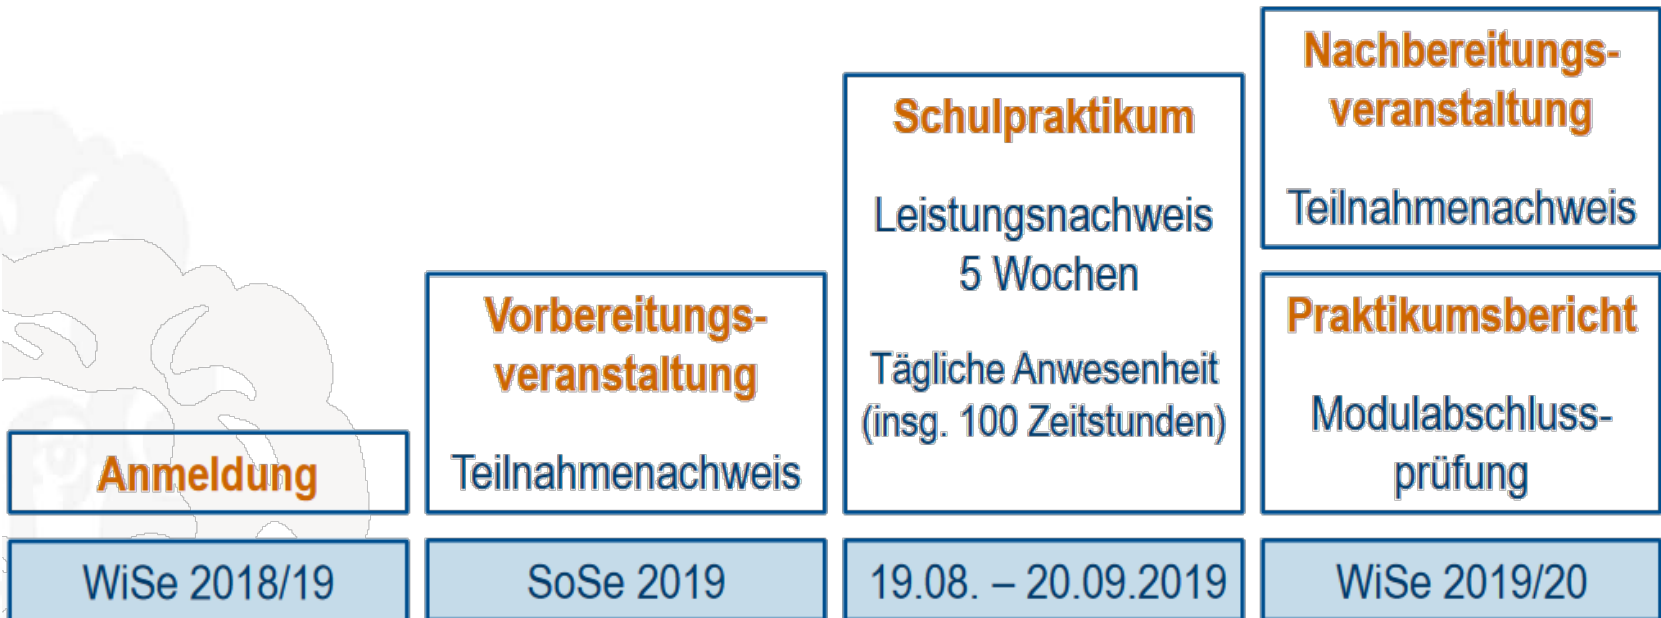 Anmeldung
WiSe 2018/19
Vorbereitungs-
veranstaltung
Teilnahmenachweis
SoSe 2019
Schulpraktikum
Leistungsnachweis
5 Wochen
Tägliche Anwesenheit
(insg. 100 Zeitstunden)
19.08. – 20.09.2019
Nachbereitungs-
veranstaltung
Teilnahmenachweis
Praktikumsbericht
Modulabschluss-
prüfung
WiSe 2019/20